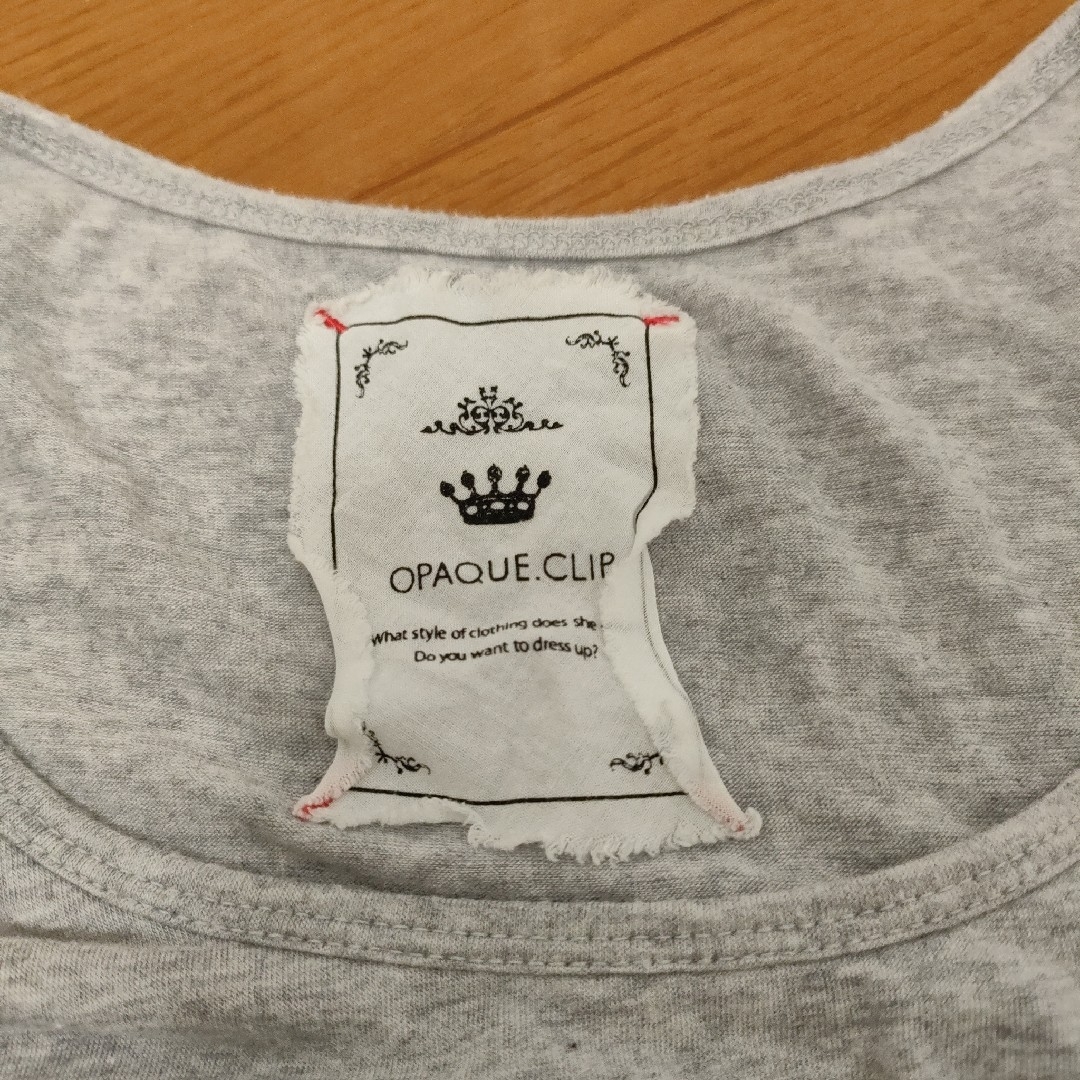 OPAQUE.CLIP
What style of clothing does she
Do you want to dress up?